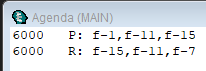 Agenda (MAIN)
6000 P: f-1,f-11,f-15
6000 R: f-15,f-11,f-7